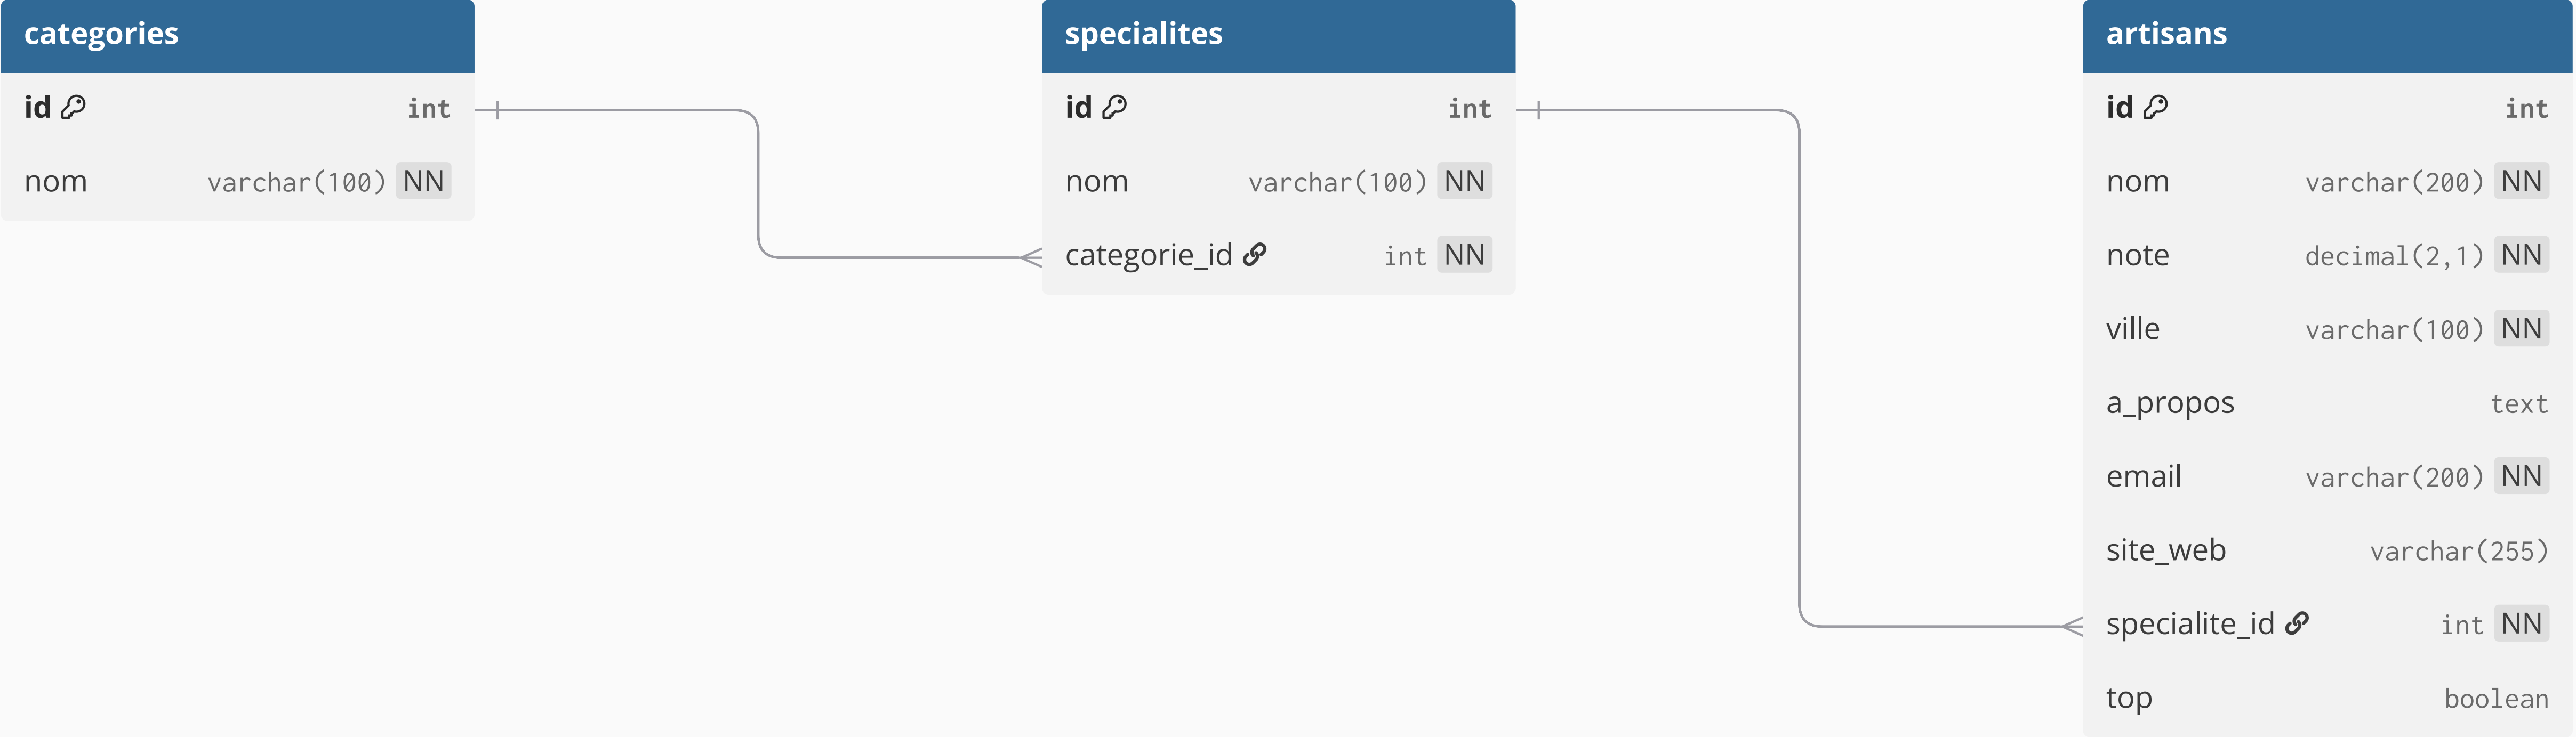 categories
id int
nom varchar(100) NN
specialites
id int
nom varchar(100) NN
categorie_id int NN
artisans
id int
nom varchar(200) NN
note decimal(2,1) NN
ville varchar(100) NN
a_propos text
email varchar(200) NN
site_web varchar(255)
specialite_id int NN
top boolean